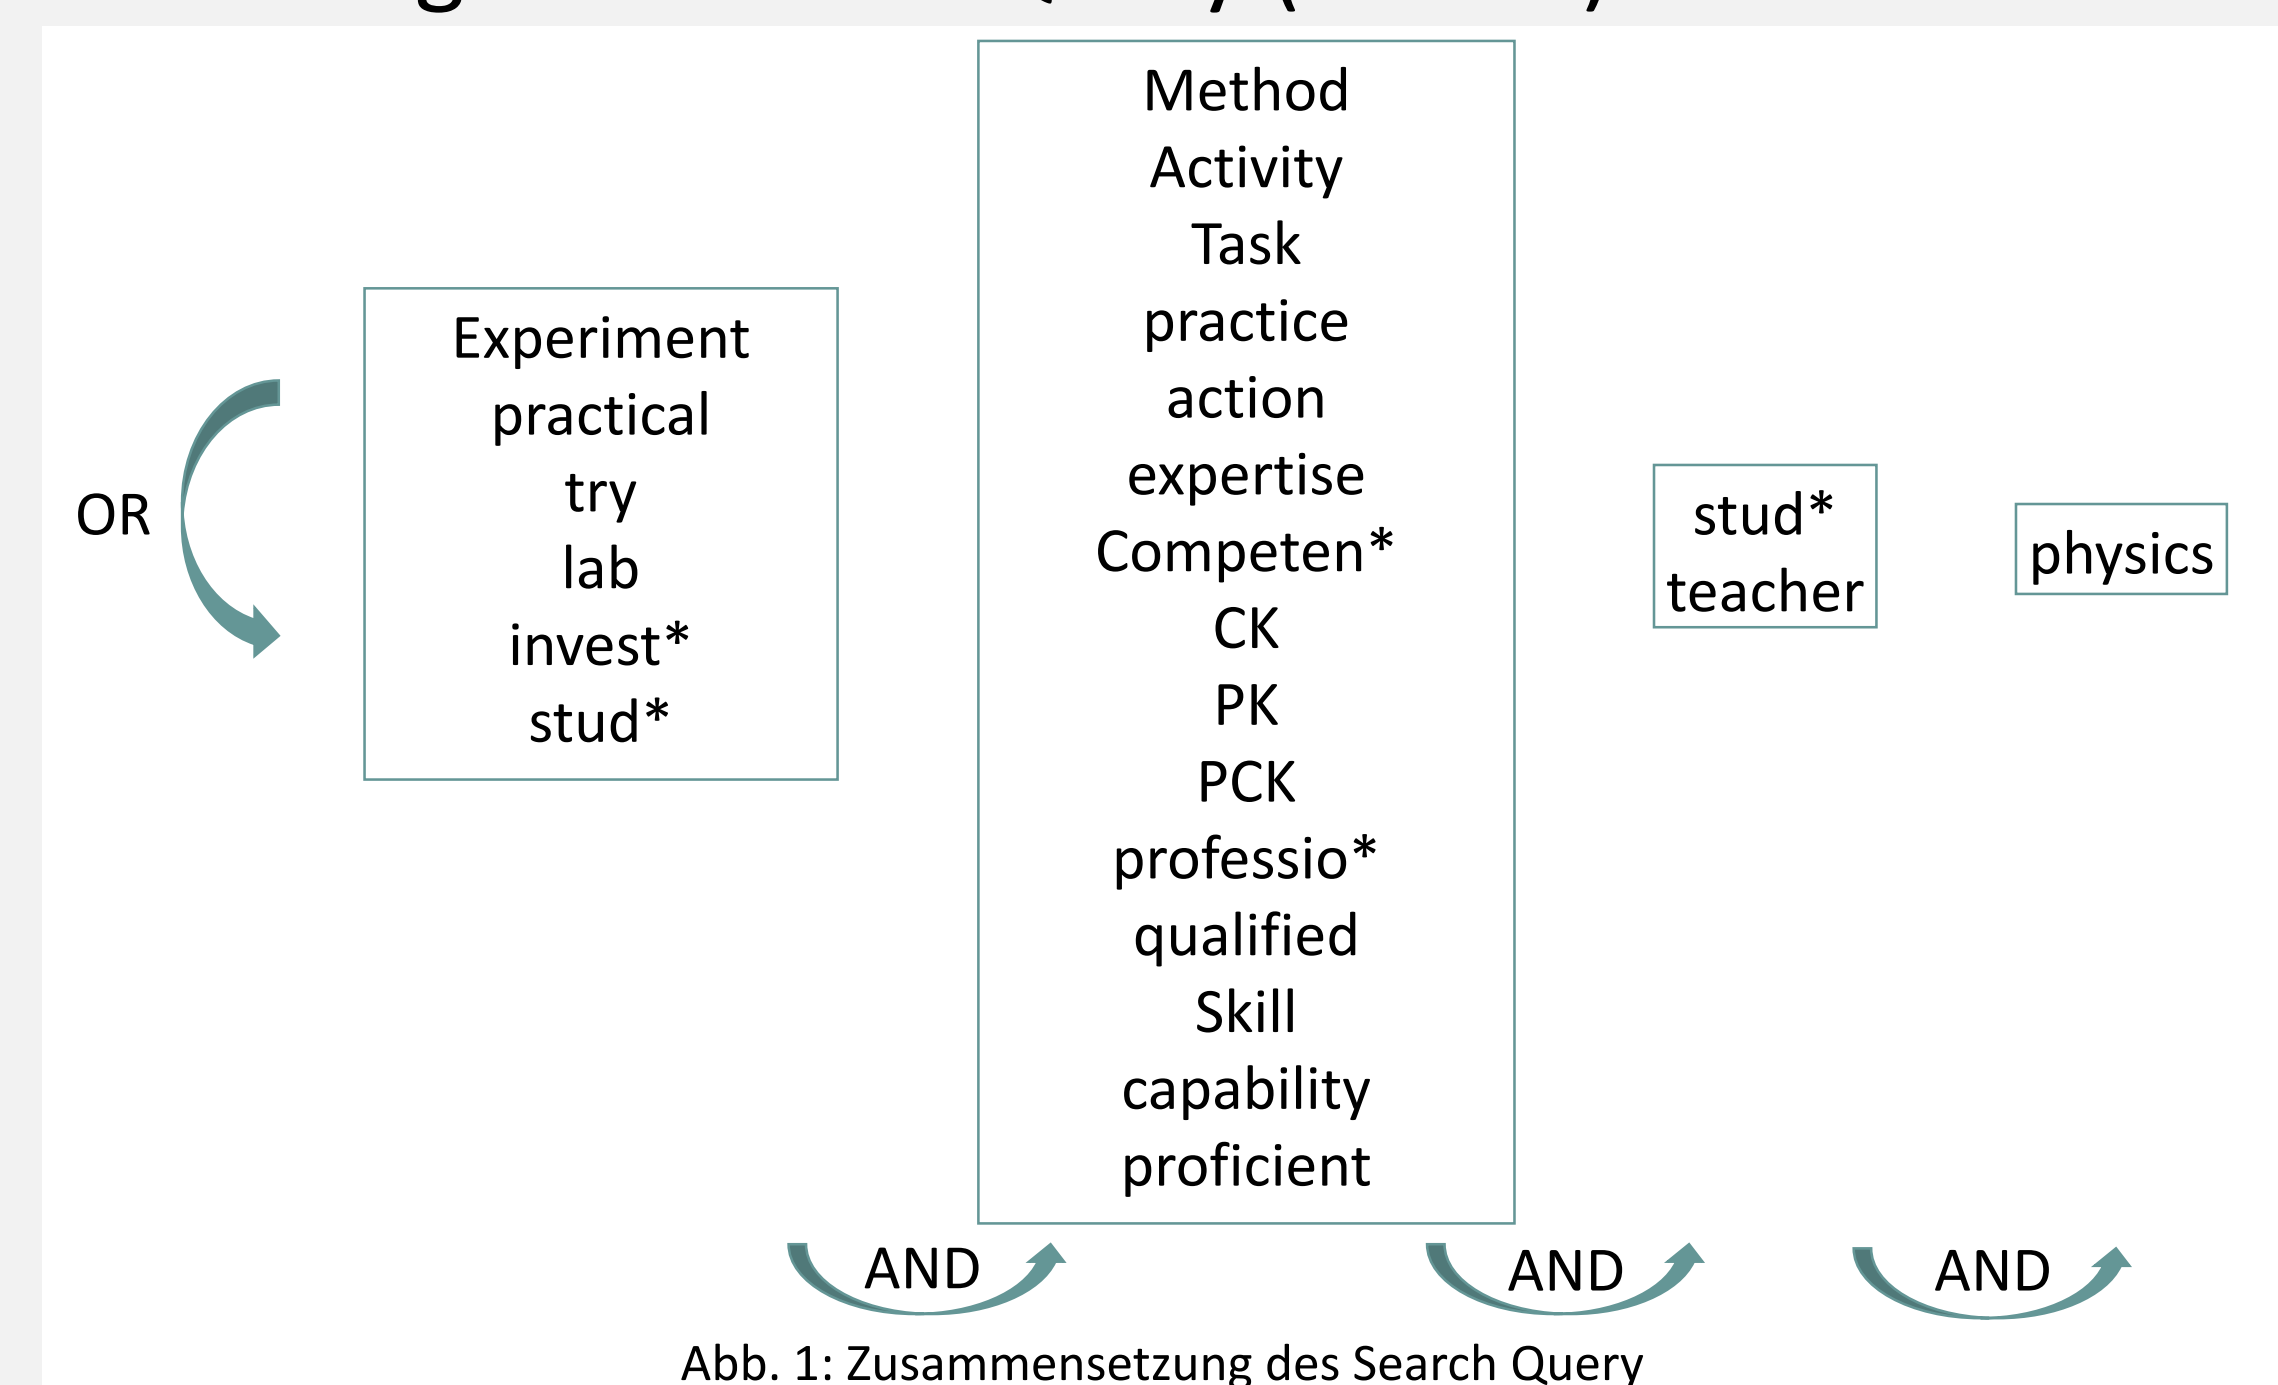 OR
Experiment
practical
try
lab
invest*
stud*
Method
Activity
Task
practice
action
expertise
Competen*
CK
PK
PCK
professio*
qualified
Skill
capability
proficient
stud*
teacher
physics
AND
AND
AND
Abb. 1: Zusammensetzung des Search Query